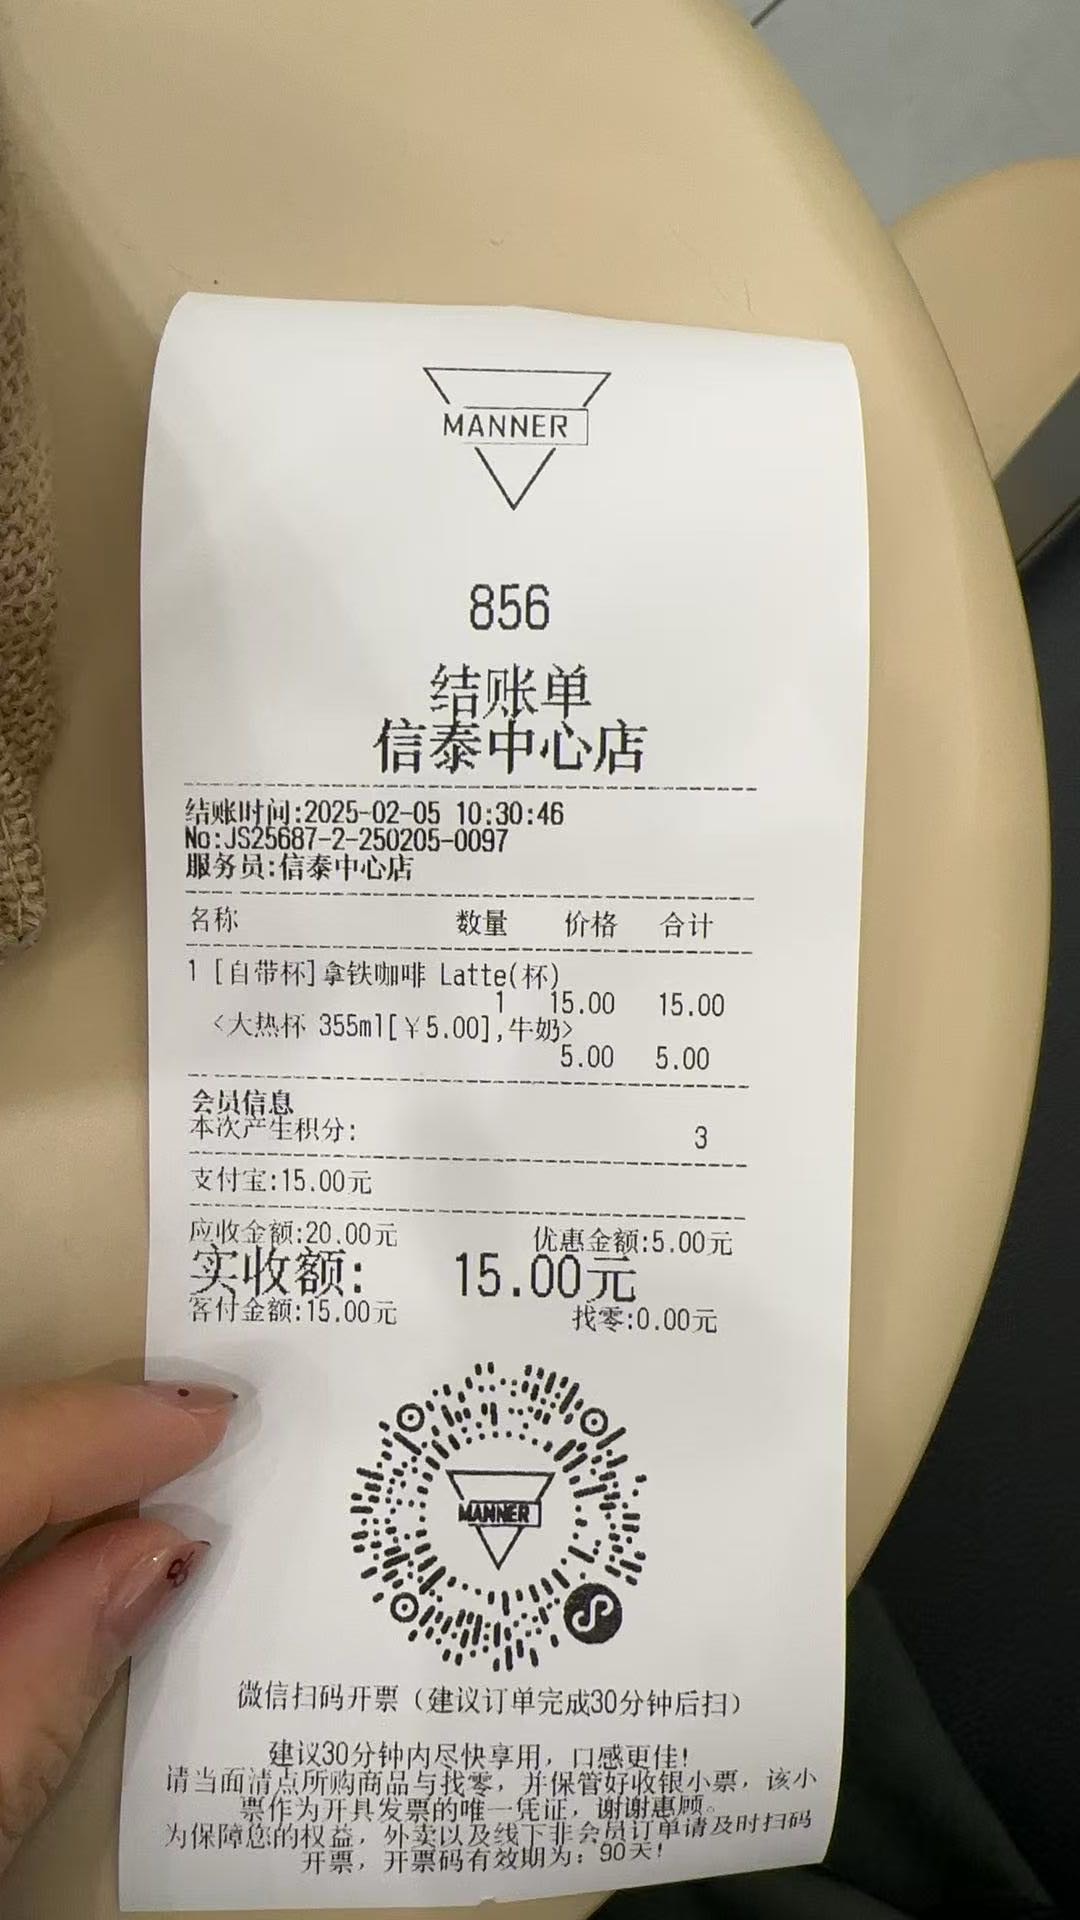 MANNER
856
结账单
信泰中心店
结账时间:2025-02-05 10:30:46
No:JS25687-2-250205-0097
服务员:信泰中心店
名称 数量 价格 合计
1 [自带杯]拿铁咖啡 Latte(杯)
1 15.00 15.00
<大热杯 355ml[￥5.00],牛奶>
5.00 5.00
会员信息
本次产生积分: 3
支付宝:15.00元
应收金额:20.00元 优惠金额:5.00元
实收额: 15.00元
客付金额:15.00元 找零:0.00元
MANNER
微信扫码开票（建议订单完成30分钟后扫）
建议30分钟内尽快享用，口感更佳!
请当面清点所购商品与找零，并保管好收银小票，该小
票作为开具发票的唯一凭证，谢谢惠顾。
为保障您的权益，外卖以及线下非会员订单请及时扫码
开票，开票码有效期为：90天!